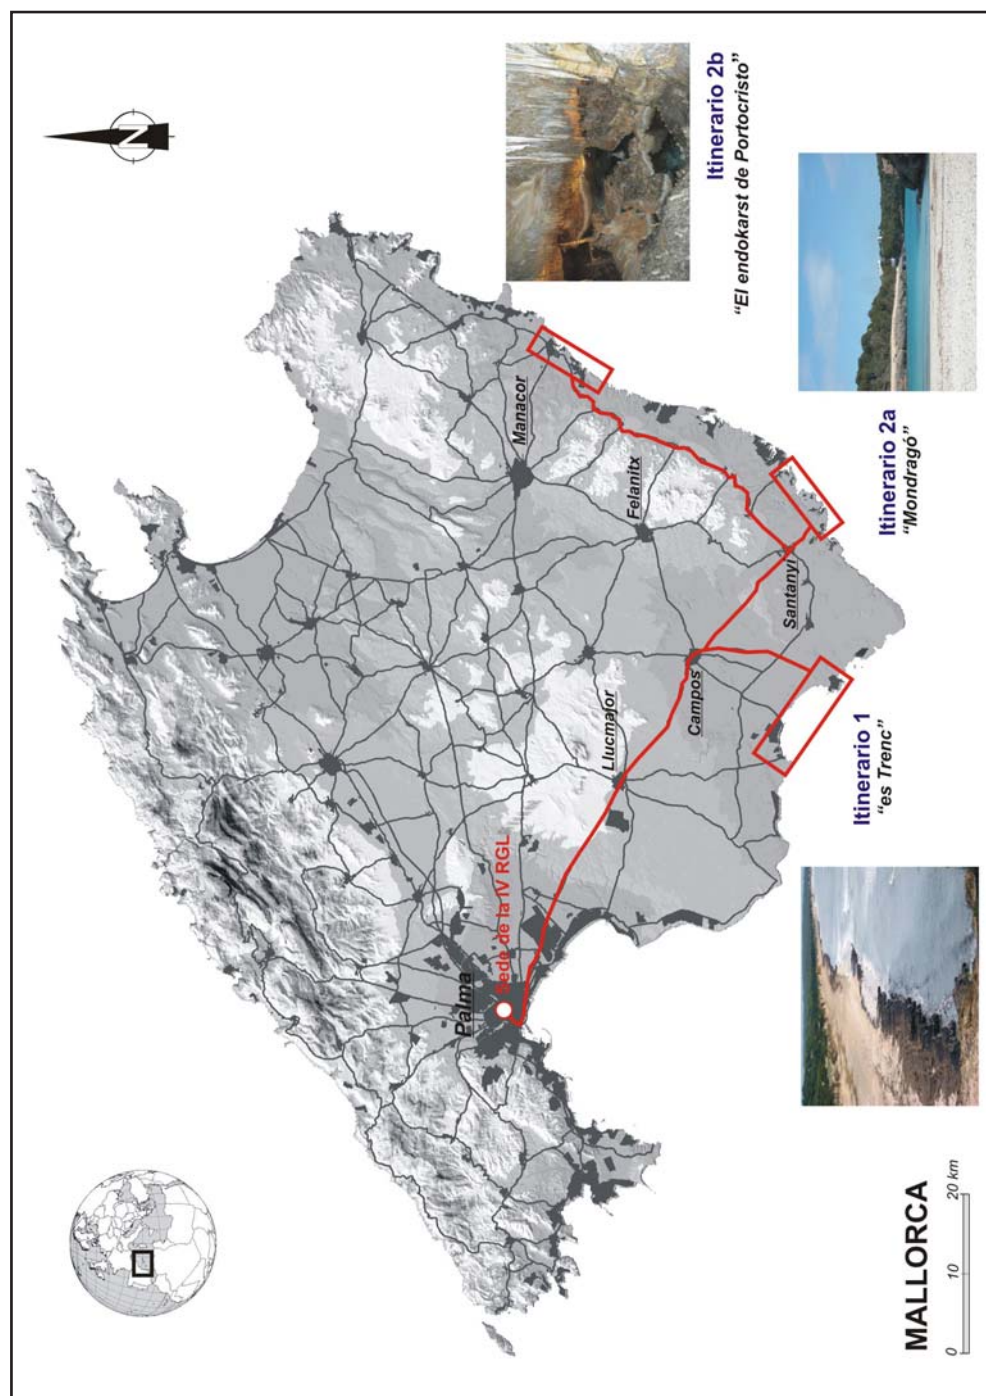 N
Itinerario 2b
“El endokarst de Portocristo”
Manacor
Felanitx
Itinerario 2a
“Mondragó”
Santanyí
Campos
Llucmajor
Itinerario 1
“es Trenc”
Palma
Sede de la IV RGL
MALLORCA
0 10 20 km